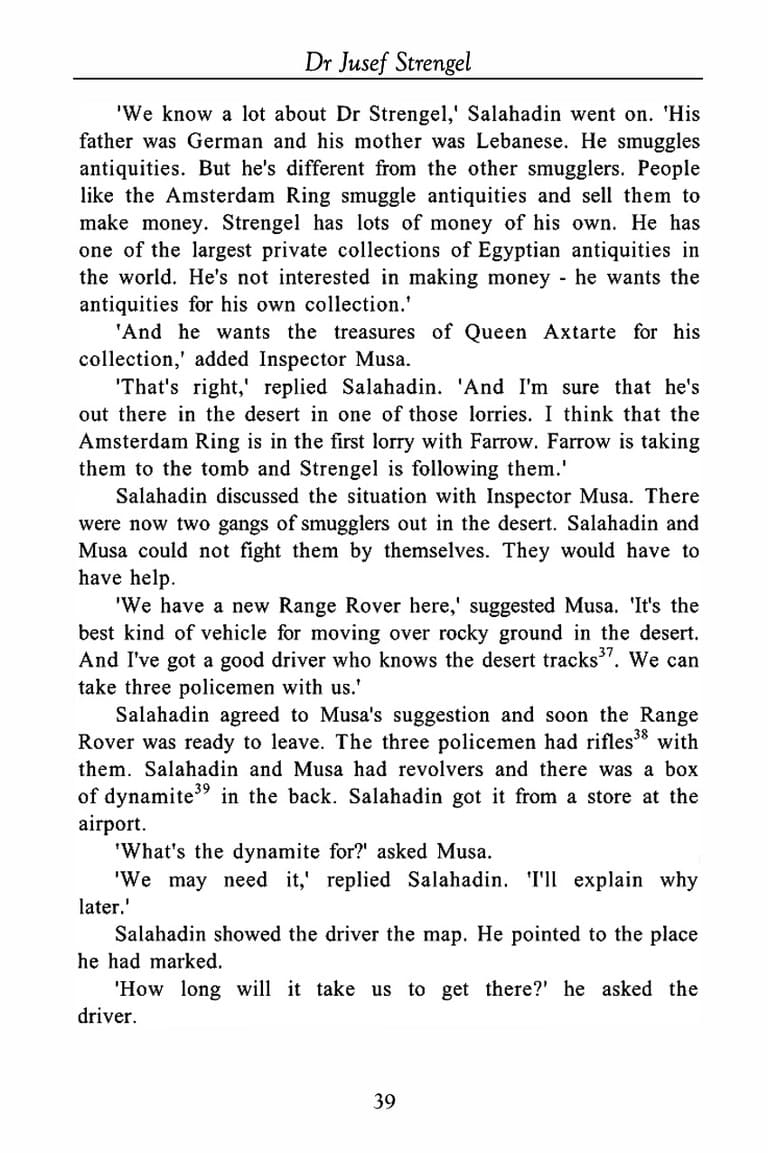 Dr Jusef Strengel
'We know a lot about Dr Strengel,' Salahadin went on. 'His
father was German and his mother was Lebanese. He smuggles
antiquities. But he's different from the other smugglers. People
like the Amsterdam Ring smuggle antiquities and sell them to
make money. Strengel has lots of money of his own. He has
one of the largest private collections of Egyptian antiquities in
the world. He's not interested in making money - he wants the
antiquities for his own collection.'
'And he wants the treasures of Queen Axtarte for his
collection,' added Inspector Musa.
'That's right,' replied Salahadin. 'And I'm sure that he's
out there in the desert in one of those lorries. I think that the
Amsterdam Ring is in the first lorry with Farrow. Farrow is taking
them to the tomb and Strengel is following them.'
Salahadin discussed the situation with Inspector Musa. There
were now two gangs of smugglers out in the desert. Salahadin and
Musa could not fight them by themselves. They would have to
have help.
'We have a new Range Rover here,' suggested Musa. 'It's the
best kind of vehicle for moving over rocky ground in the desert.
And I've got a good driver who knows the desert tracks³⁷. We can
take three policemen with us.'
Salahadin agreed to Musa's suggestion and soon the Range
Rover was ready to leave. The three policemen had rifles³⁸ with
them. Salahadin and Musa had revolvers and there was a box
of dynamite³⁹ in the back. Salahadin got it from a store at the
airport.
'What's the dynamite for?' asked Musa.
'We may need it,' replied Salahadin. 'I'll explain why
later.'
Salahadin showed the driver the map. He pointed to the place
he had marked.
'How long will it take us to get there?' he asked the
driver.
39